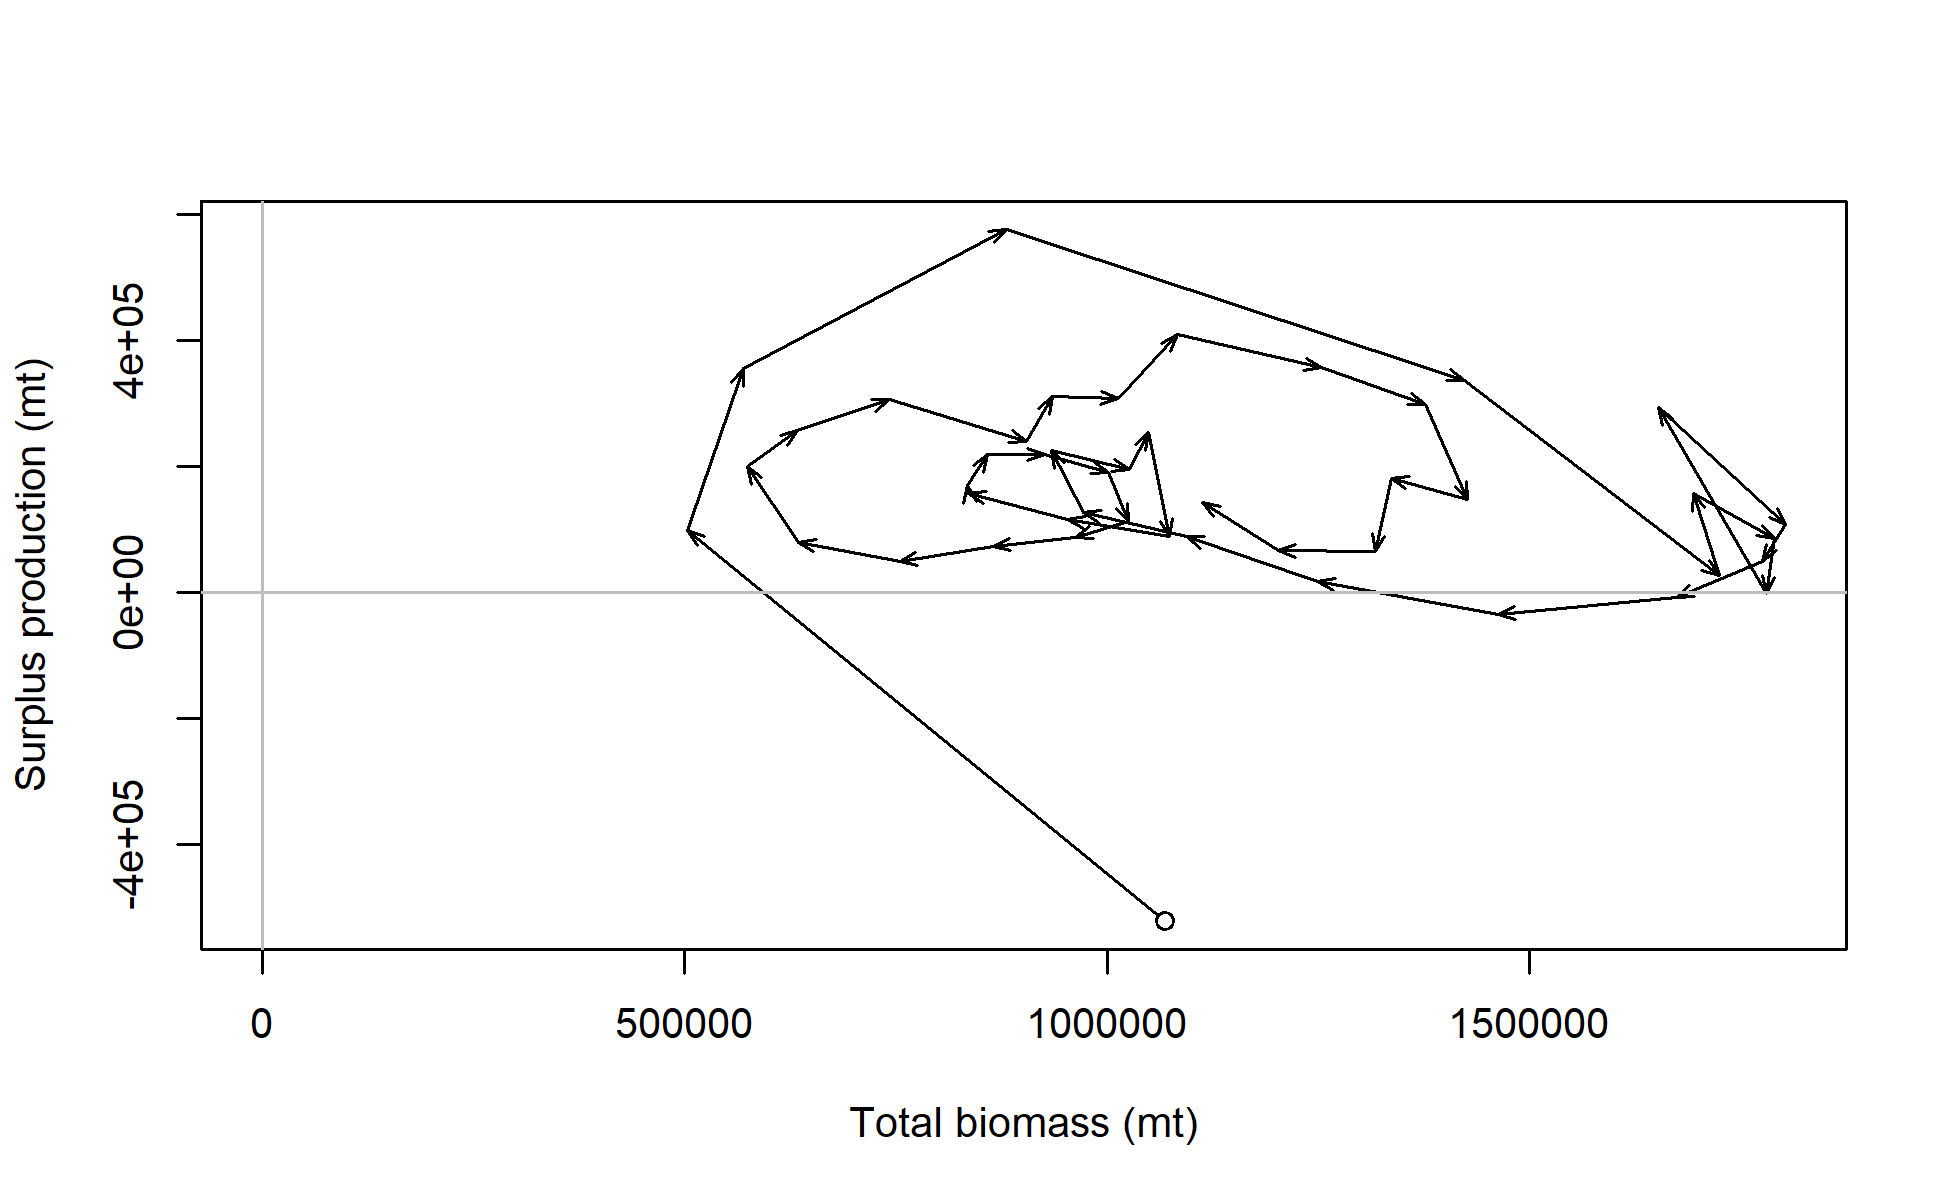 Surplus production (mt)
4e+05
0e+00
-4e+05
0 500000 1000000 1500000
Total biomass (mt)